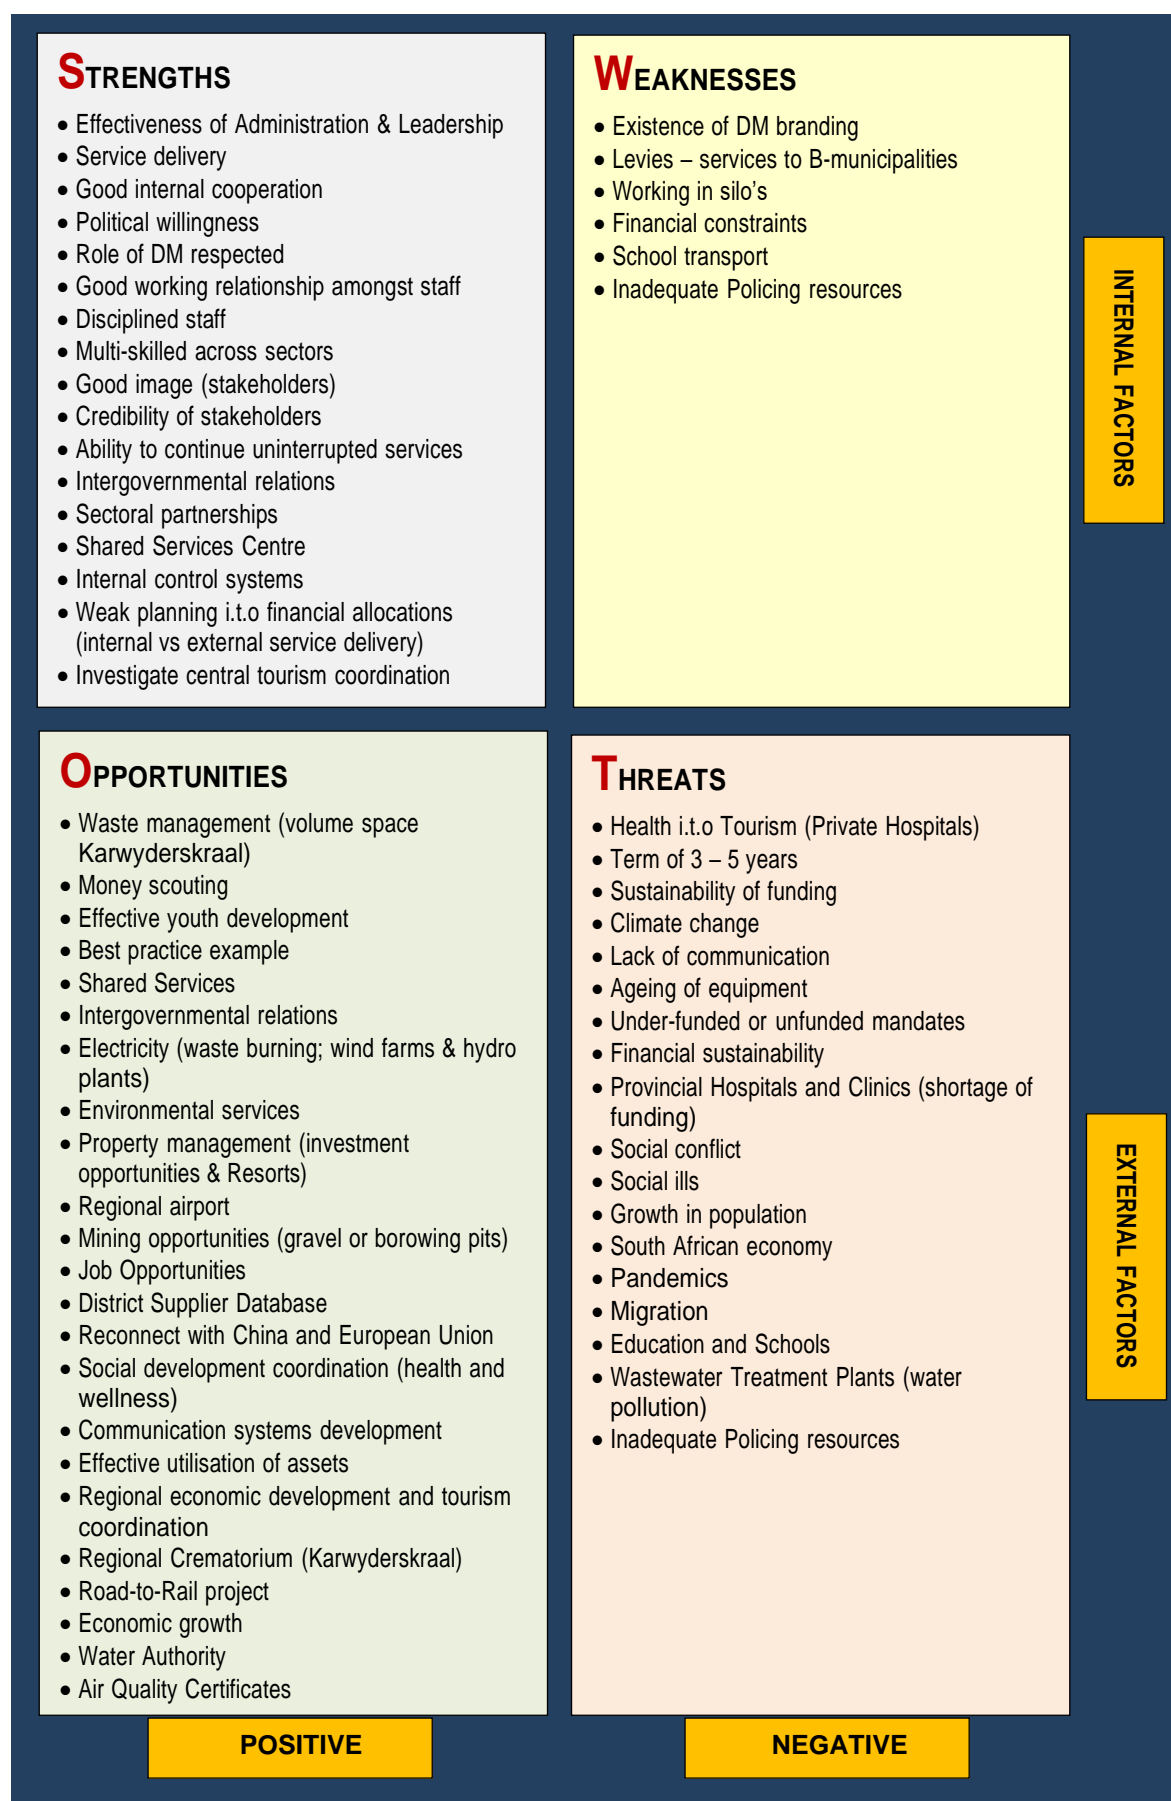 STRENGTHS
• Effectiveness of Administration & Leadership
• Service delivery
• Good internal cooperation
• Political willingness
• Role of DM respected
• Good working relationship amongst staff
• Disciplined staff
• Multi-skilled across sectors
• Good image (stakeholders)
• Credibility of stakeholders
• Ability to continue uninterrupted services
• Intergovernmental relations
• Sectoral partnerships
• Shared Services Centre
• Internal control systems
• Weak planning i.t.o financial allocations
(internal vs external service delivery)
• Investigate central tourism coordination
WEAKNESSES
• Existence of DM branding
• Levies – services to B-municipalities
• Working in silo’s
• Financial constraints
• School transport
• Inadequate Policing resources
INTERNAL FACTORS
OPPORTUNITIES
• Waste management (volume space
Karwyderskraal)
• Money scouting
• Effective youth development
• Best practice example
• Shared Services
• Intergovernmental relations
• Electricity (waste burning; wind farms & hydro
plants)
• Environmental services
• Property management (investment
opportunities & Resorts)
• Regional airport
• Mining opportunities (gravel or borowing pits)
• Job Opportunities
• District Supplier Database
• Reconnect with China and European Union
• Social development coordination (health and
wellness)
• Communication systems development
• Effective utilisation of assets
• Regional economic development and tourism
coordination
• Regional Crematorium (Karwyderskraal)
• Road-to-Rail project
• Economic growth
• Water Authority
• Air Quality Certificates
THREATS
• Health i.t.o Tourism (Private Hospitals)
• Term of 3 – 5 years
• Sustainability of funding
• Climate change
• Lack of communication
• Ageing of equipment
• Under-funded or unfunded mandates
• Financial sustainability
• Provincial Hospitals and Clinics (shortage of
funding)
• Social conflict
• Social ills
• Growth in population
• South African economy
• Pandemics
• Migration
• Education and Schools
• Wastewater Treatment Plants (water
pollution)
• Inadequate Policing resources
EXTERNAL FACTORS
POSITIVE
NEGATIVE